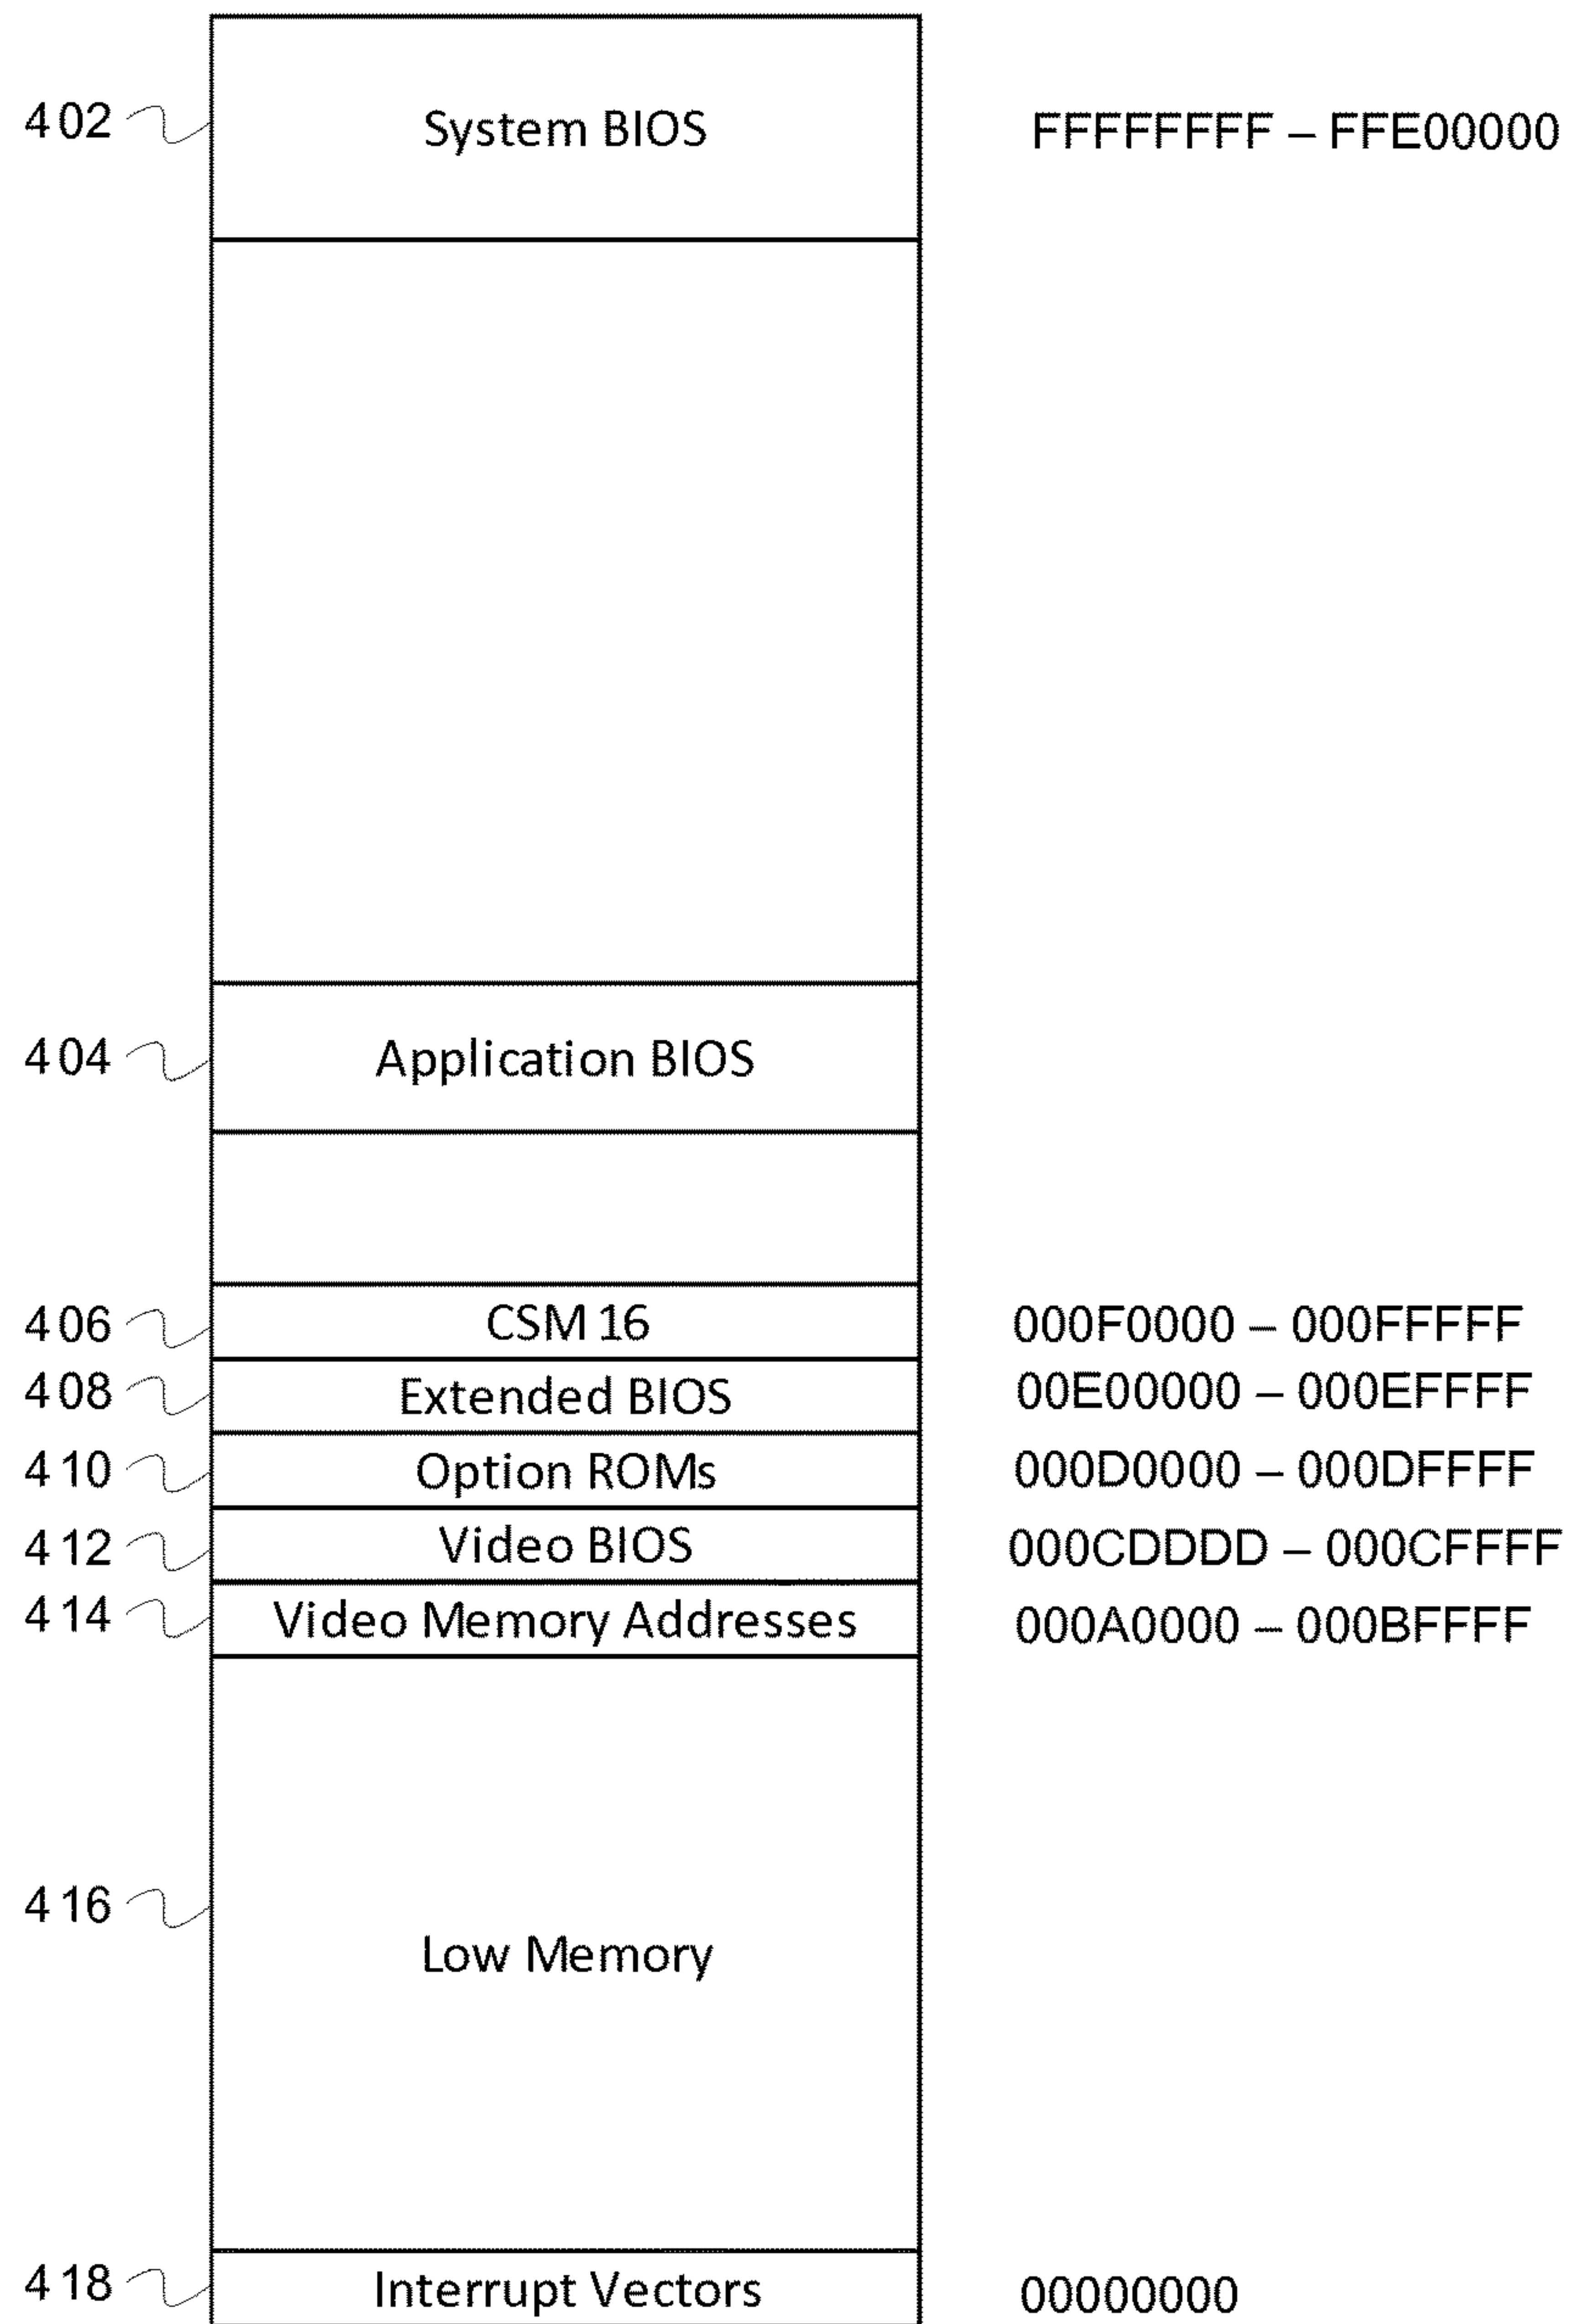 402 System BIOS FFFFFFFF – FFE00000
404 Application BIOS
406 CSM 16 000F0000 – 000FFFFF
408 Extended BIOS 00E00000 – 000EFFFF
410 Option ROMs 000D0000 – 000DFFFF
412 Video BIOS 000CDDDD – 000CFFFF
414 Video Memory Addresses 000A0000 – 000BFFFF
416 Low Memory
418 Interrupt Vectors 00000000